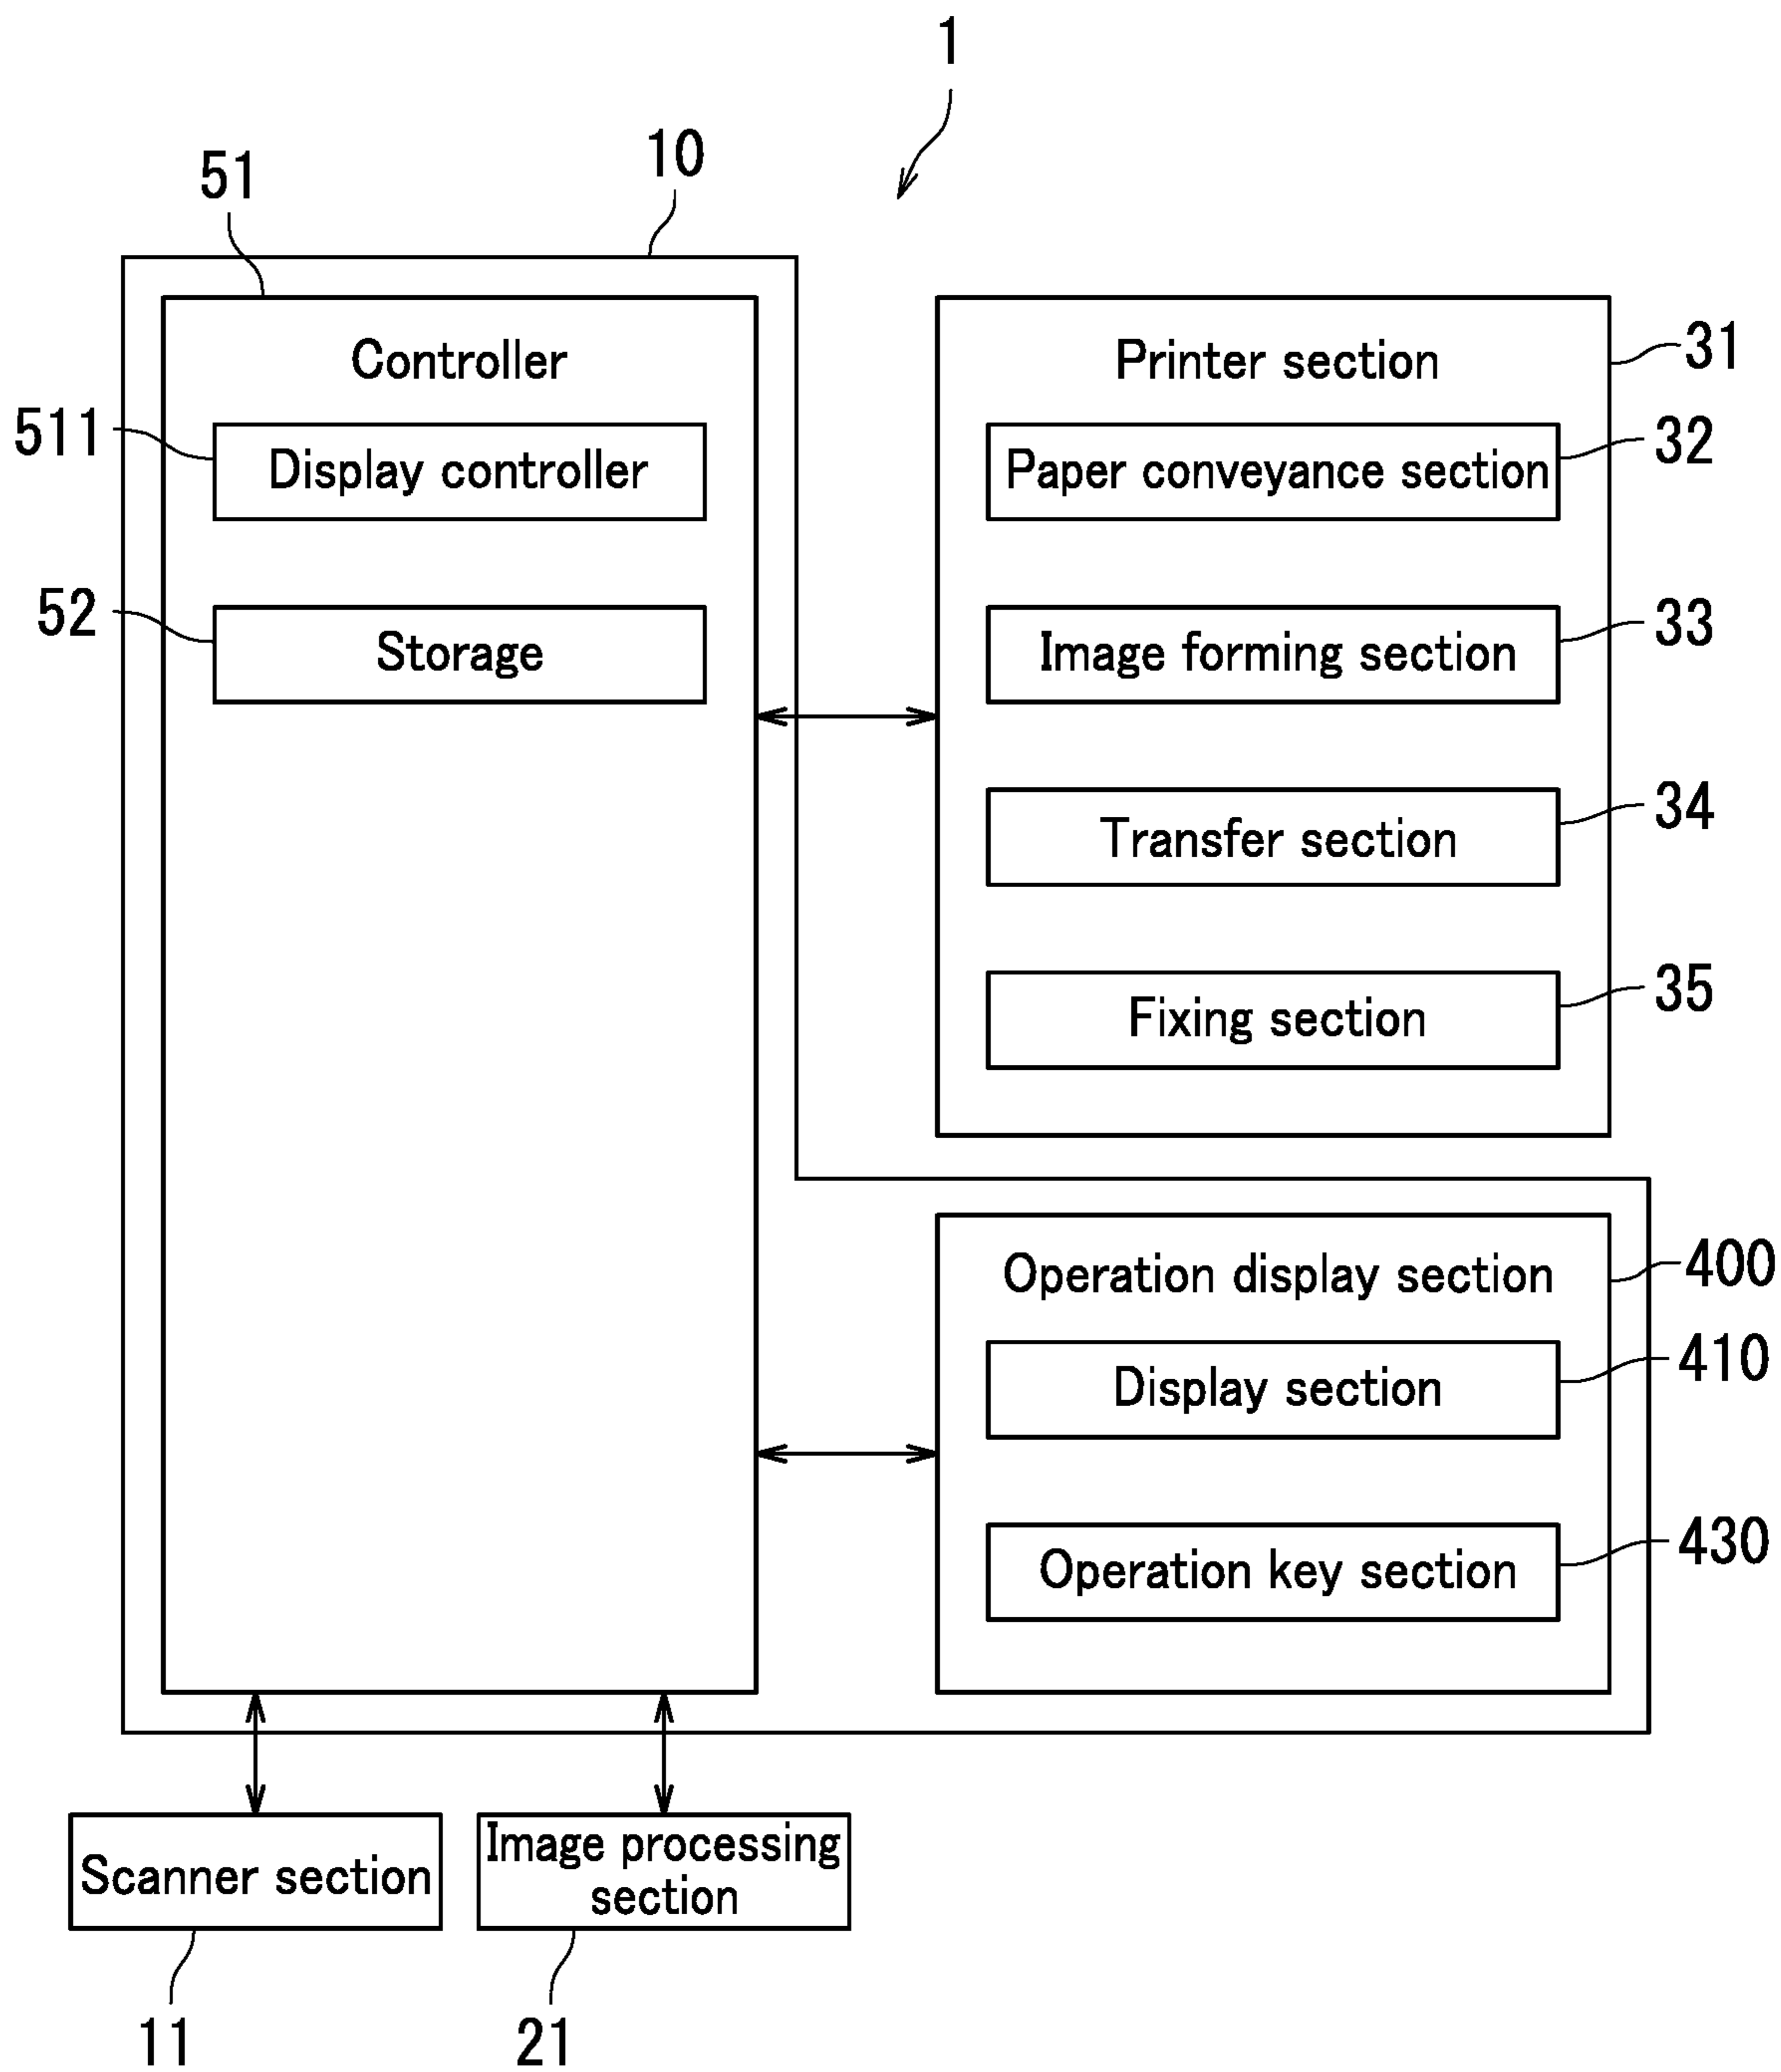 1
10
51
Controller
Printer section
31
511
Display controller
Paper conveyance section
32
52
Storage
Image forming section
33
Transfer section
34
Fixing section
35
Operation display section
400
Display section
410
Operation key section
430
Scanner section
Image processing
section
11
21